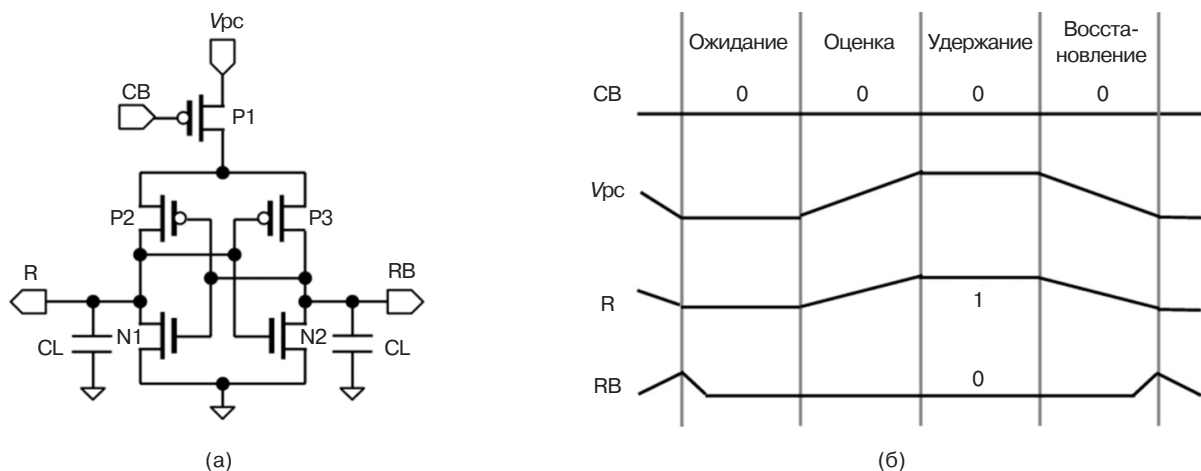 Vpc
CB
P1
P2
P3
R
RB
N1
N2
CL
CL
(а)
Ожидание
Оценка
Удержание
Восста-
новление
CB
0
0
0
0
Vpc
R
1
RB
0
(б)